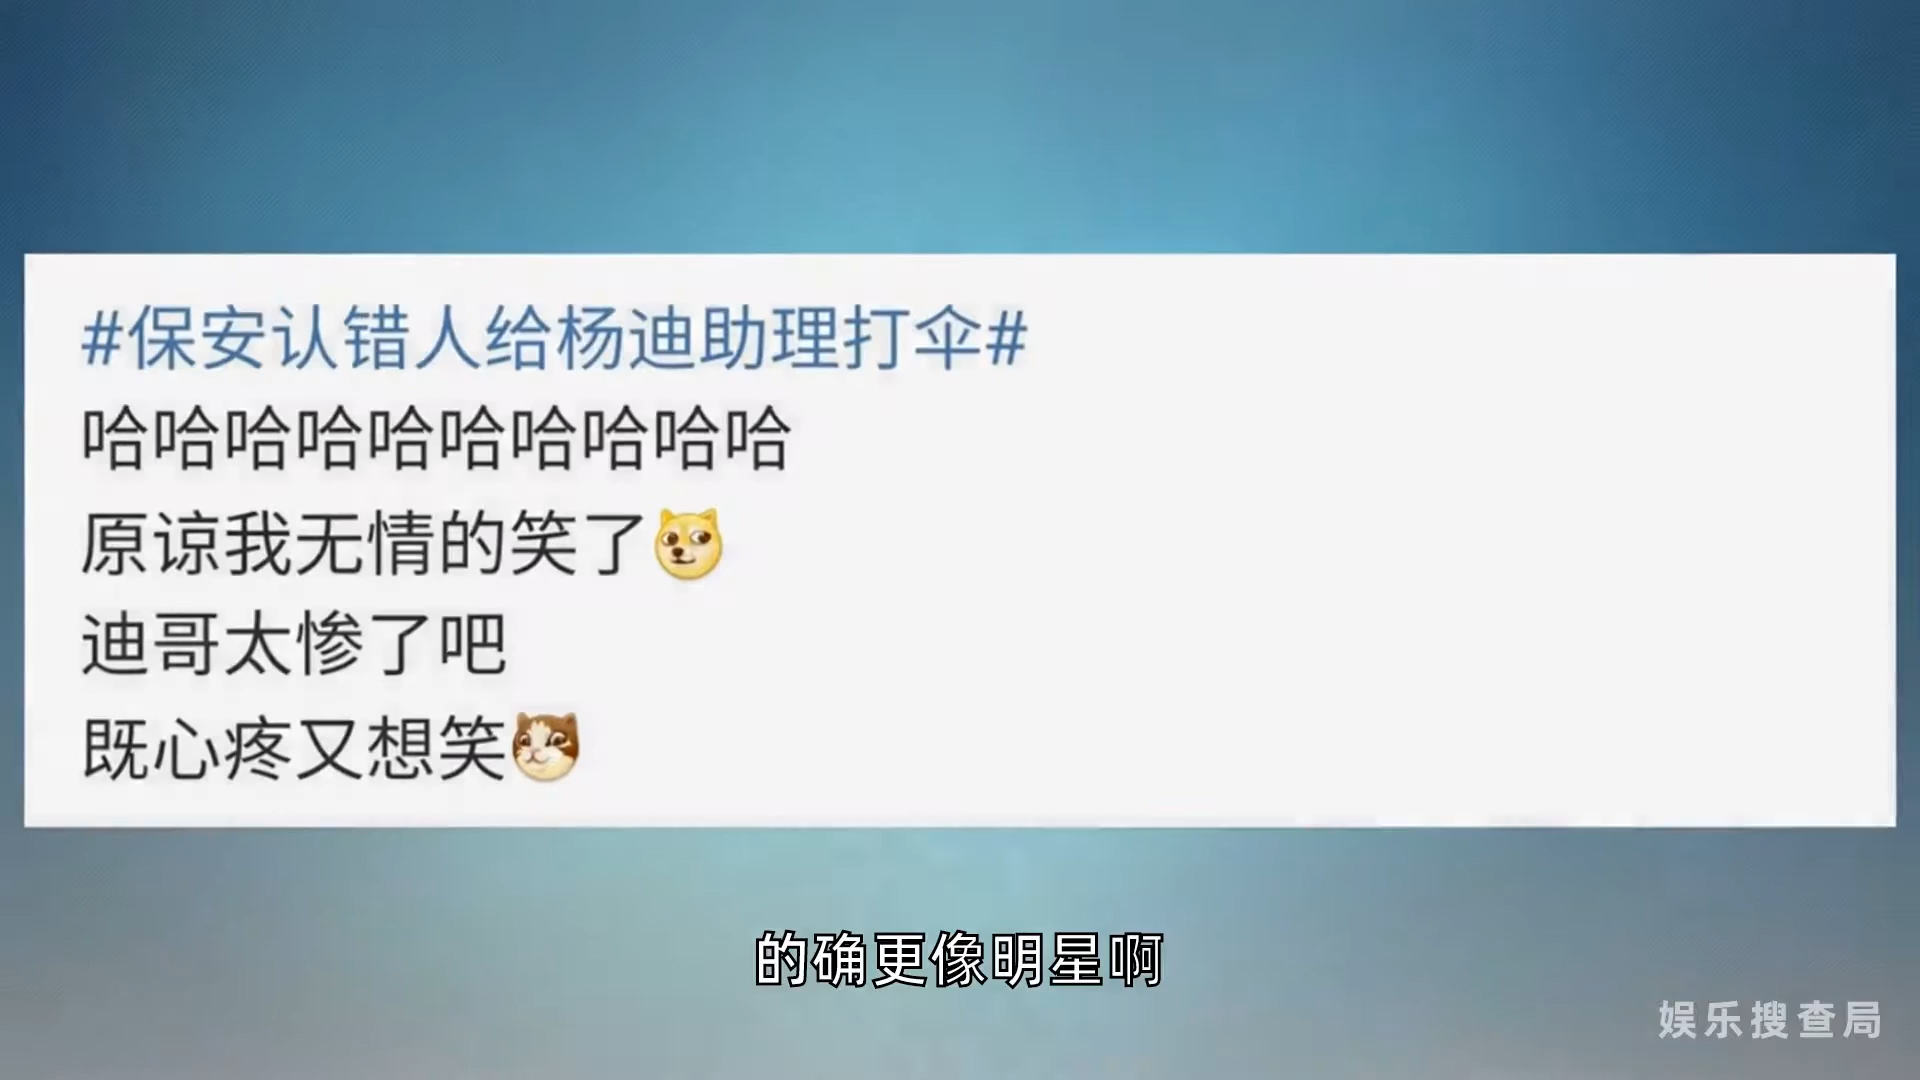 #保安认错人给杨迪助理打伞#
哈哈哈哈哈哈哈哈哈哈
原谅我无情的笑了
迪哥太惨了吧
既心疼又想笑
的确更像明星啊
娱乐搜查局